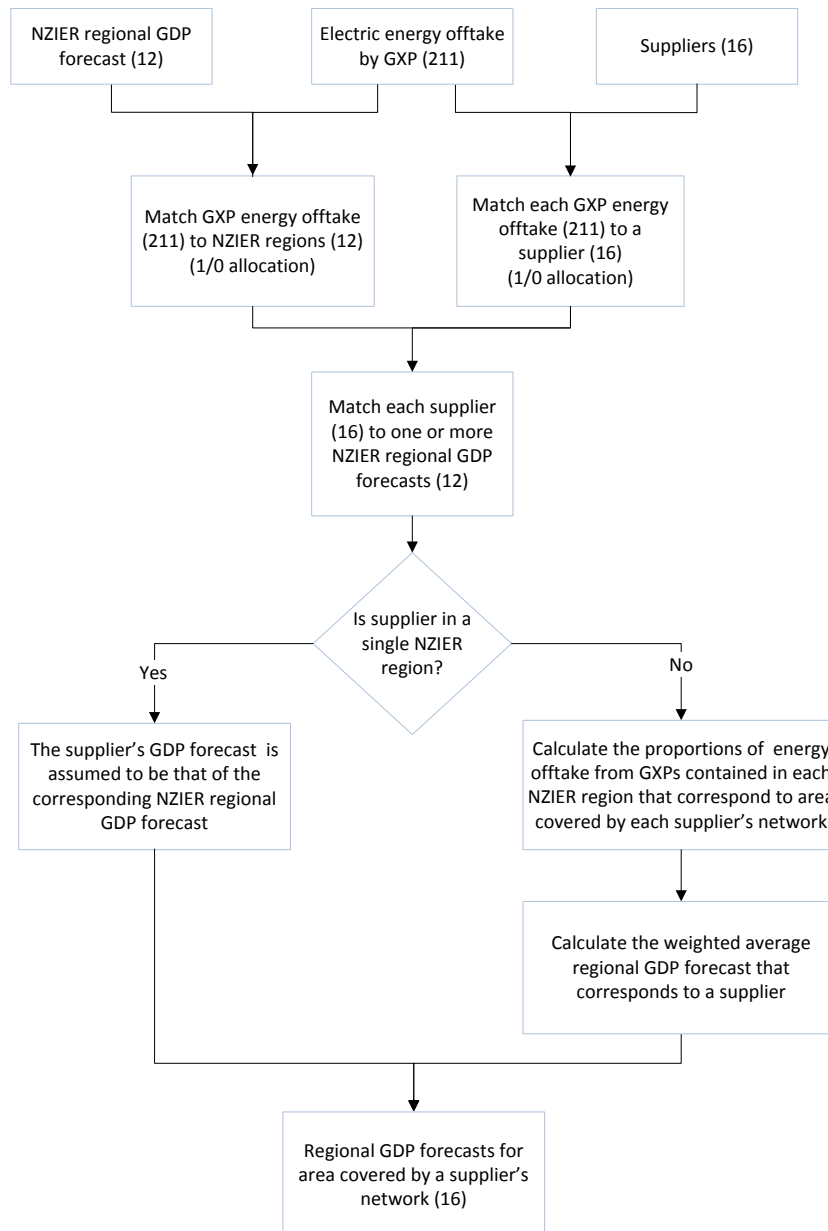 NZIER regional GDP
forecast (12)
Electric energy offtake
by GXP (211)
Suppliers (16)
Match GXP energy offtake
(211) to NZIER regions (12)
(1/0 allocation)
Match each GXP energy
offtake (211) to a
supplier (16)
(1/0 allocation)
Match each supplier
(16) to one or more
NZIER regional GDP
forecasts (12)
Is supplier in a
single NZIER
region?
Yes
No
The supplier’s GDP forecast is
assumed to be that of the
corresponding NZIER regional
GDP forecast
Calculate the proportions of energy
offtake from GXPs contained in each
NZIER region that correspond to area
covered by each supplier’s network
Calculate the weighted average
regional GDP forecast that
corresponds to a supplier
Regional GDP forecasts for
area covered by a supplier’s
network (16)